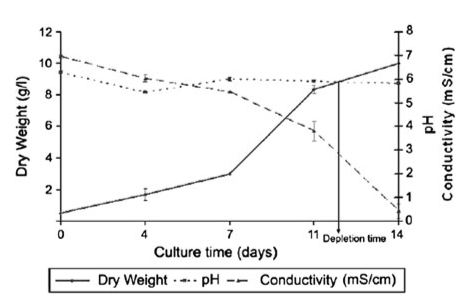 12
10
8
6
4
2
Dry Weight (g/l)
8
7
6
5
4
3
2
1
0
pH
Conductivity (mS/cm)
0
4
7
11
14
Depletion time
Culture time (days)
Dry Weight
pH
Conductivity (mS/cm)